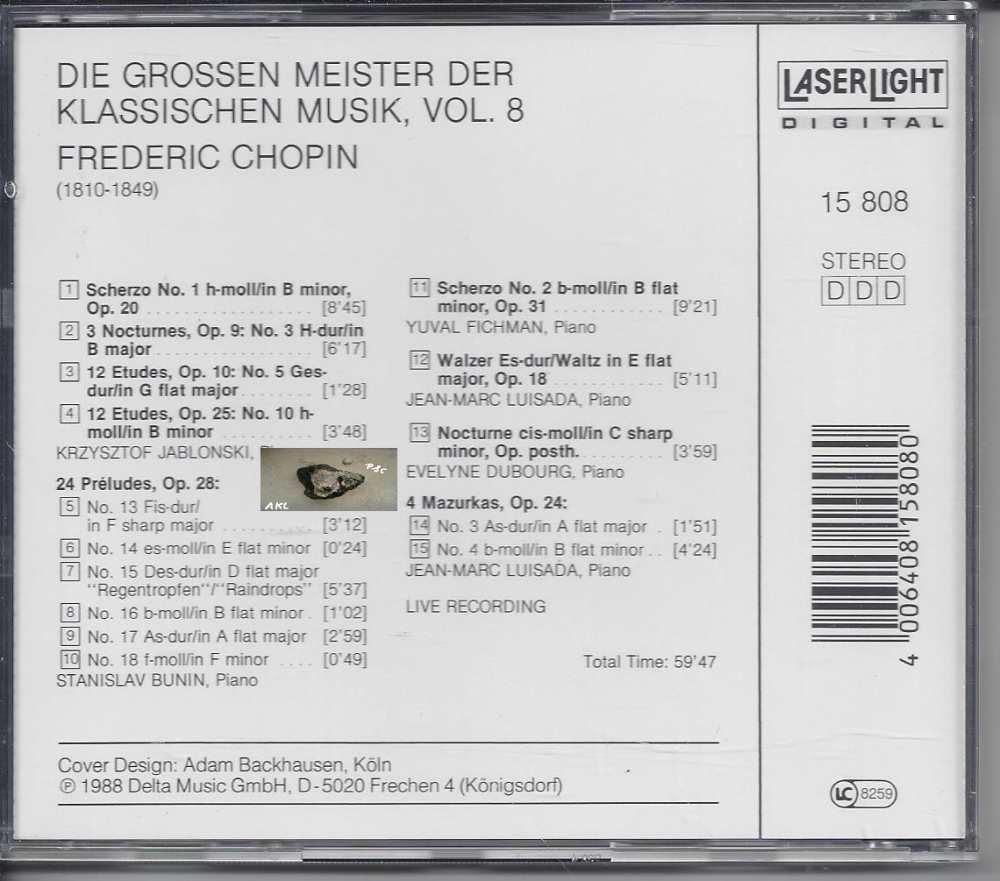 DIE GROSSEN MEISTER DER
KLASSISCHEN MUSIK, VOL. 8
FREDERIC CHOPIN
(1810-1849)
1 Scherzo No. 1 h-moll/in B minor,
Op. 20 .................. [8'45]
2 3 Nocturnes, Op. 9: No. 3 H-dur/in
B major .................. [6'17]
3 12 Etudes, Op. 10: No. 5 Ges-
dur/in G flat major ........ [1'28]
4 12 Etudes, Op. 25: No. 10 h-
moll/in B minor .......... [3'48]
KRZYSZTOF JABLONSKI,
AKL
PSC
24 Préludes, Op. 28:
5 No. 13 Fis-dur/
in F sharp major .......... [3'12]
6 No. 14 es-moll/in E flat minor [0'24]
7 No. 15 Des-dur/in D flat major
"Regentropfen"/"Raindrops" [5'37]
8 No. 16 b-moll/in B flat minor . [1'02]
9 No. 17 As-dur/in A flat major [2'59]
10 No. 18 f-moll/in F minor .... [0'49]
STANISLAV BUNIN, Piano
11 Scherzo No. 2 b-moll/in B flat
minor, Op. 31 ............ [9'21]
YUVAL FICHMAN, Piano
12 Walzer Es-dur/Waltz in E flat
major, Op. 18 ............ [5'11]
JEAN-MARC LUISADA, Piano
13 Nocturne cis-moll/in C sharp
minor, Op. posth. ......... [3'59]
EVELYNE DUBOURG, Piano
4 Mazurkas, Op. 24:
14 No. 3 As-dur/in A flat major . [1'51]
15 No. 4 b-moll/in B flat minor .. [4'24]
JEAN-MARC LUISADA, Piano
LIVE RECORDING
Total Time: 59'47
Cover Design: Adam Backhausen, Köln
℗ 1988 Delta Music GmbH, D-5020 Frechen 4 (Königsdorf)
LASERLIGHT
DIGITAL
15 808
STEREO
DDD
4 006408 158080
LC 8259